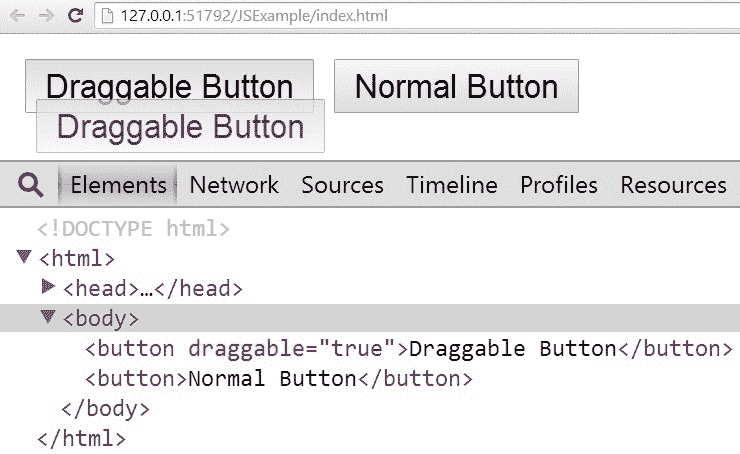 127.0.0.1:51792/JSExample/index.html
Draggable Button Normal Button
Draggable Button
Elements Network Sources Timeline Profiles Resources
<!DOCTYPE html>
<html>
<head>…</head>
<body>
<button draggable="true">Draggable Button</button>
<button>Normal Button</button>
</body>
</html>